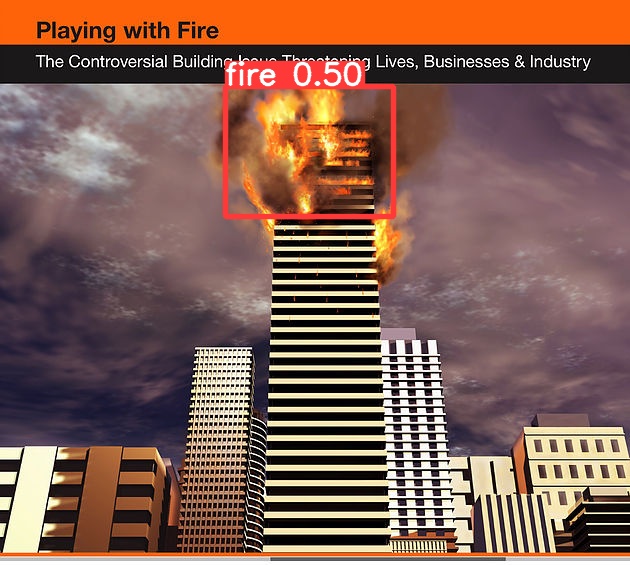 Playing with Fire
The Controversial Building Issue Threatening Lives, Businesses & Industry
fire 0.50